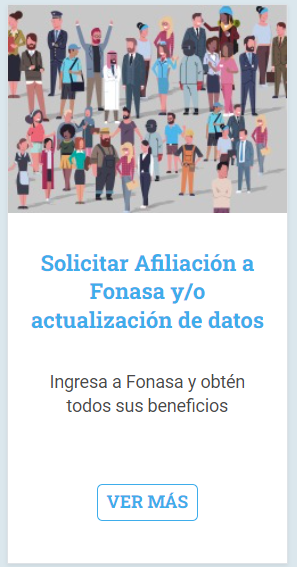 Solicitar Afiliación a
Fonasa y/o
actualización de datos
Ingresa a Fonasa y obtén
todos sus beneficios
VER MÁS